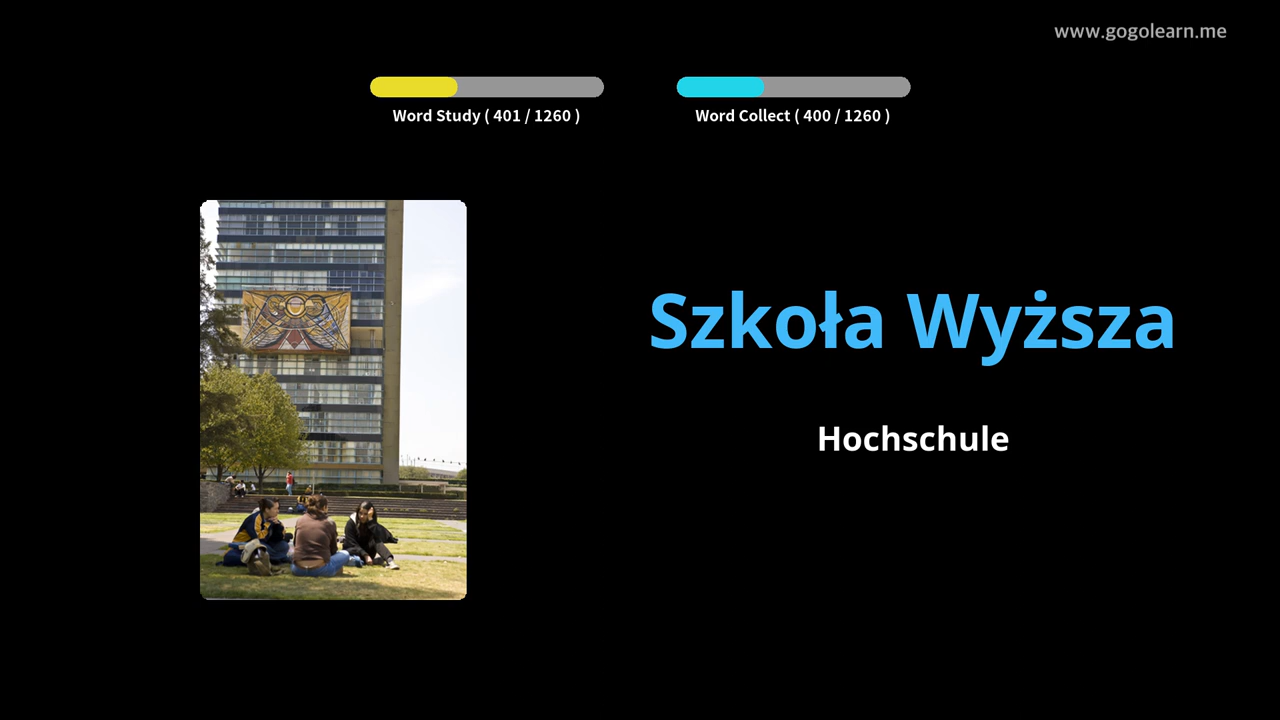 www.gogolearn.me
Word Study ( 401 / 1260 )
Word Collect ( 400 / 1260 )
Szkoła Wyższa
Hochschule